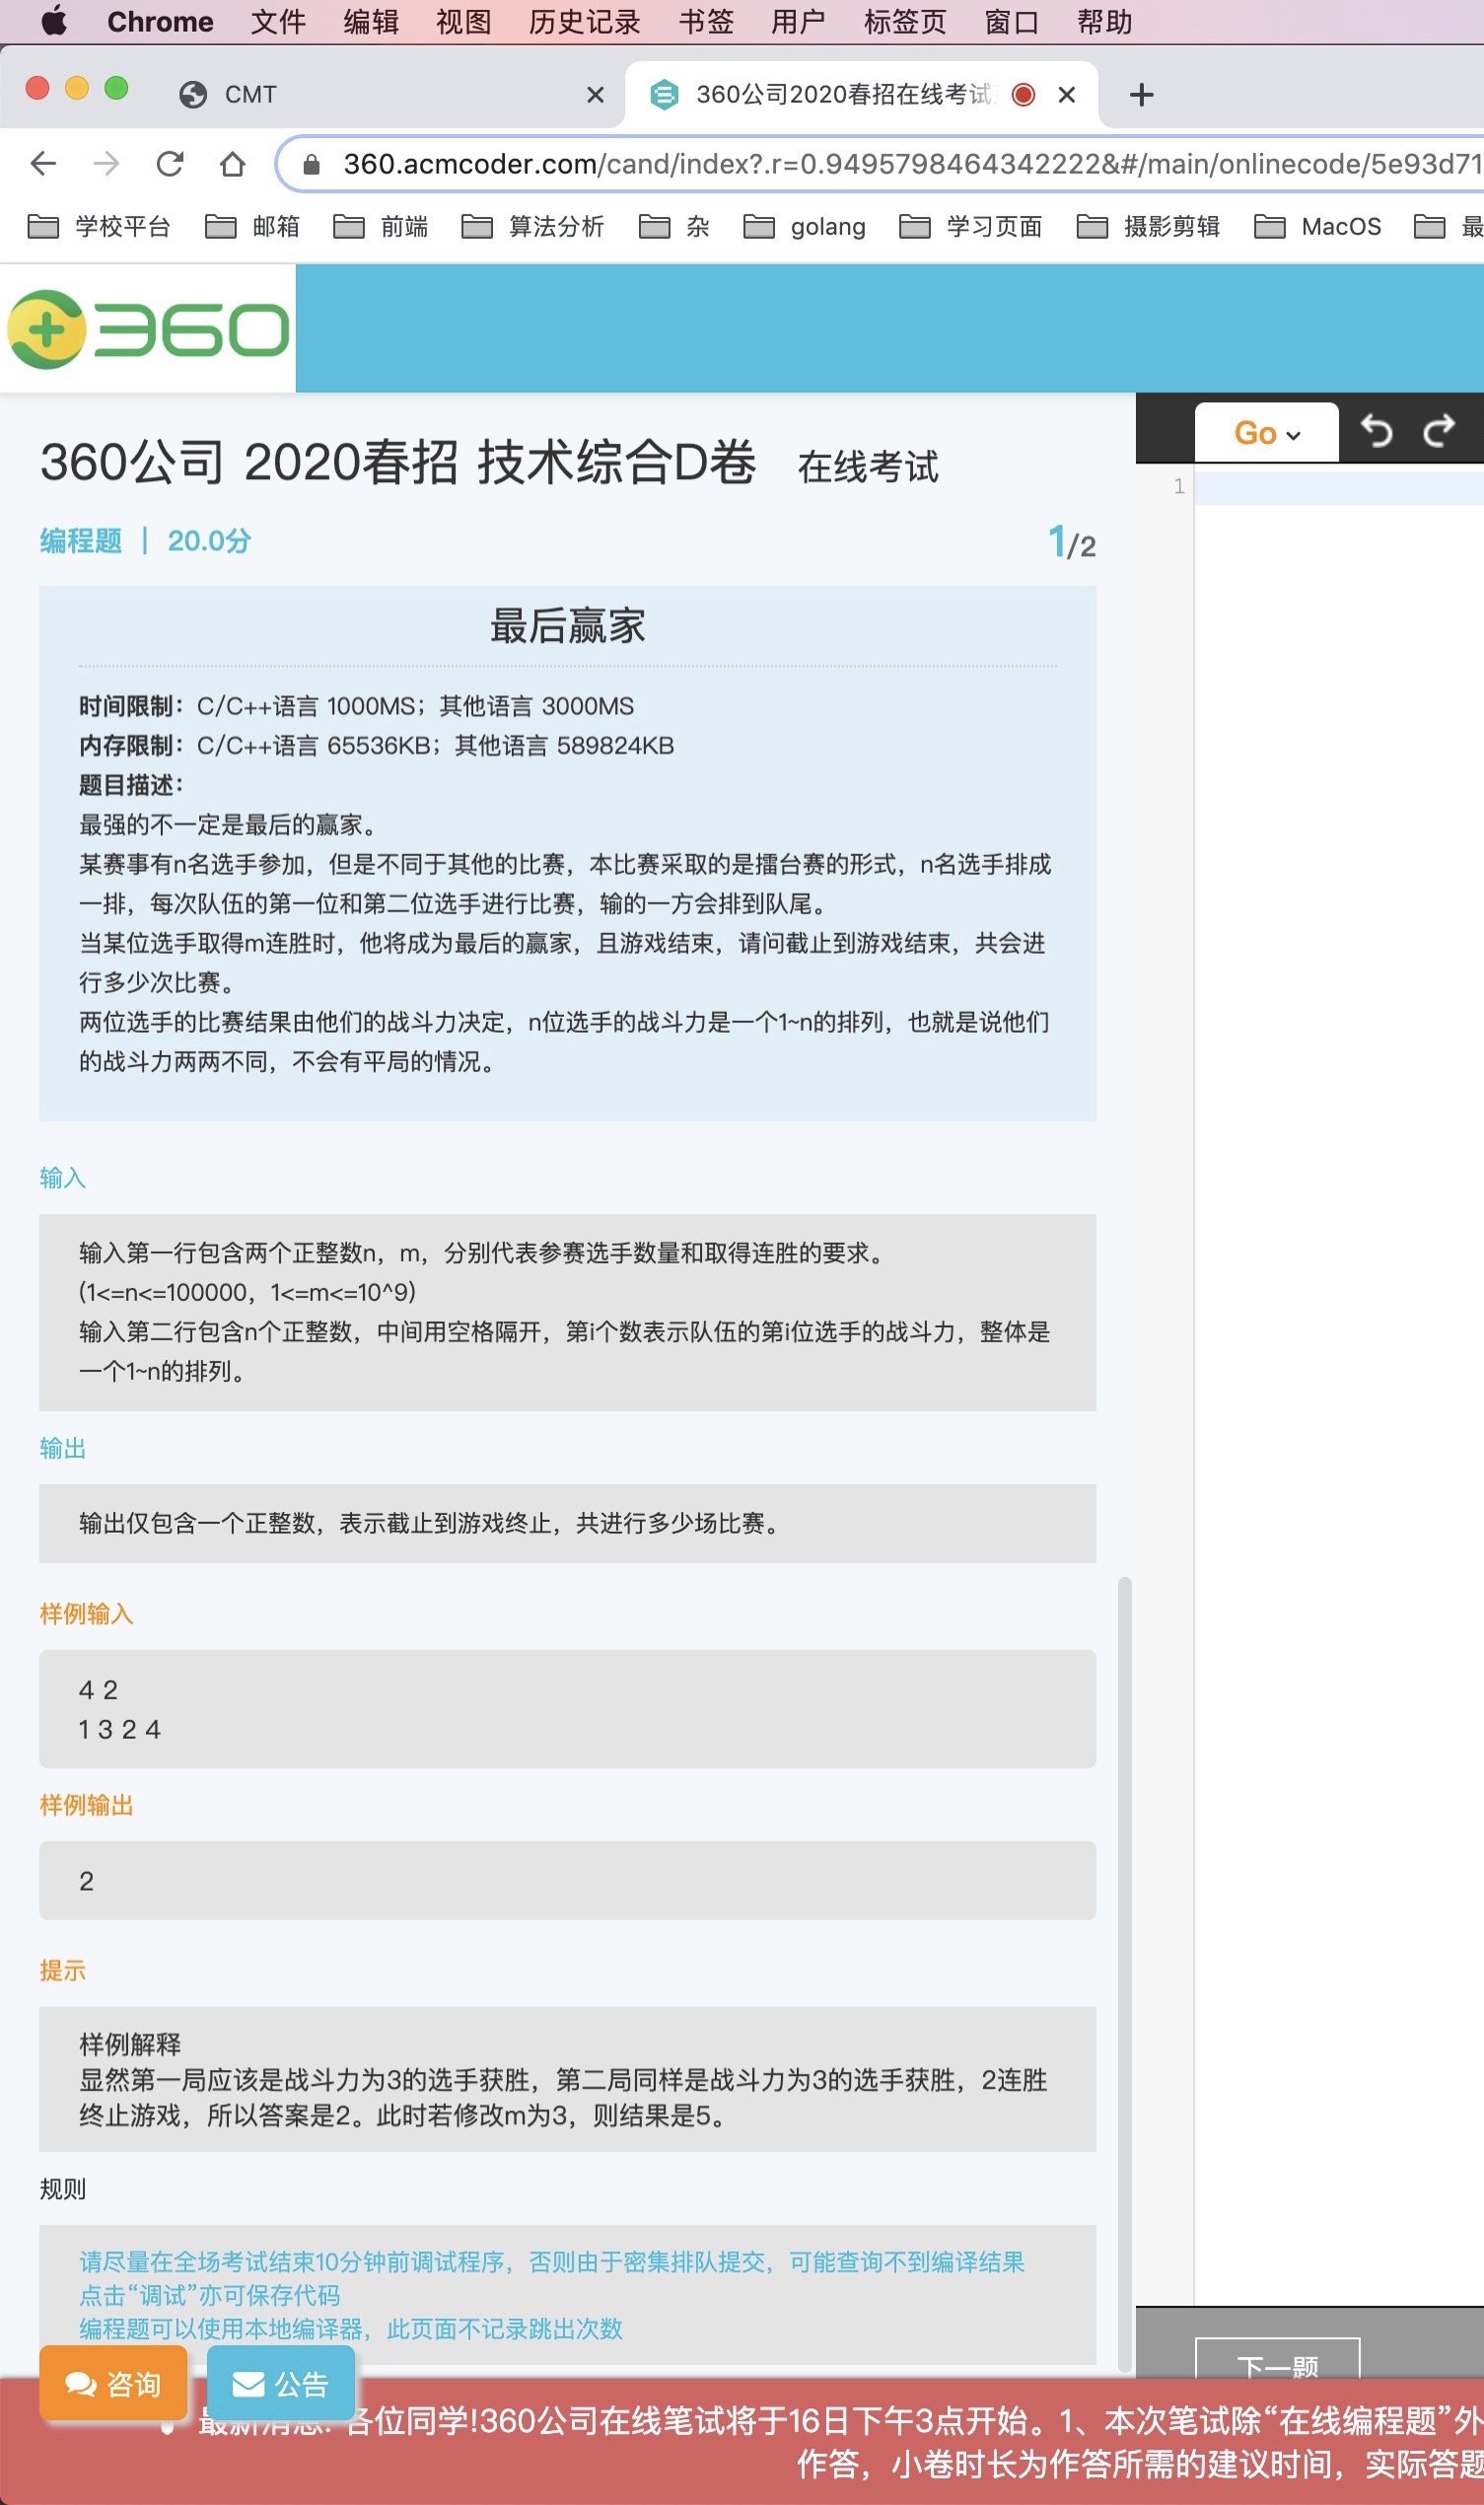 Chrome 文件 编辑 视图 历史记录 书签 用户 标签页 窗口 帮助
CMT
360公司2020春招在线考试
360.acmcoder.com/cand/index?.r=0.9495798464342222&#/main/onlinecode/5e93d71
学校平台 邮箱 前端 算法分析 杂 golang 学习页面 摄影剪辑 MacOS 最
360
360公司 2020春招 技术综合D卷 在线考试
Go
1
编程题 | 20.0分
1/2
最后赢家
时间限制：C/C++语言 1000MS；其他语言 3000MS
内存限制：C/C++语言 65536KB；其他语言 589824KB
题目描述：
最强的不一定是最后的赢家。
某赛事有n名选手参加，但是不同于其他的比赛，本比赛采取的是擂台赛的形式，n名选手排成
一排，每次队伍的第一位和第二位选手进行比赛，输的一方会排到队尾。
当某位选手取得m连胜时，他将成为最后的赢家，且游戏结束，请问截止到游戏结束，共会进
行多少次比赛。
两位选手的比赛结果由他们的战斗力决定，n位选手的战斗力是一个1~n的排列，也就是说他们
的战斗力两两不同，不会有平局的情况。
输入
输入第一行包含两个正整数n，m，分别代表参赛选手数量和取得连胜的要求。
(1<=n<=100000，1<=m<=10^9)
输入第二行包含n个正整数，中间用空格隔开，第i个数表示队伍的第i位选手的战斗力，整体是
一个1~n的排列。
输出
输出仅包含一个正整数，表示截止到游戏终止，共进行多少场比赛。
样例输入
4 2
1 3 2 4
样例输出
2
提示
样例解释
显然第一局应该是战斗力为3的选手获胜，第二局同样是战斗力为3的选手获胜，2连胜
终止游戏，所以答案是2。此时若修改m为3，则结果是5。
规则
请尽量在全场考试结束10分钟前调试程序，否则由于密集排队提交，可能查询不到编译结果
点击“调试”亦可保存代码
编程题可以使用本地编译器，此页面不记录跳出次数
下一题
咨询 公告
最新消息: 各位同学!360公司在线笔试将于16日下午3点开始。1、本次笔试除“在线编程题”外
作答，小卷时长为作答所需的建议时间，实际答题